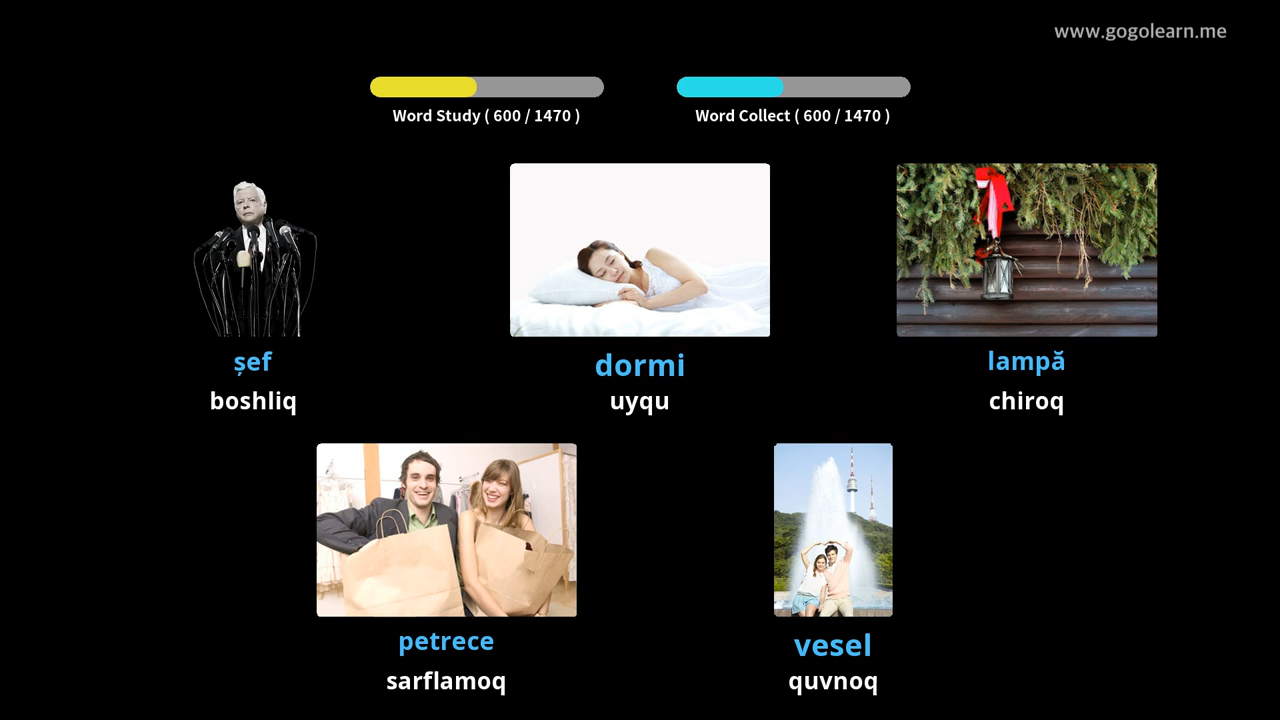 www.gogolearn.me
Word Study ( 600 / 1470 )
Word Collect ( 600 / 1470 )
șef
boshliq
dormi
uyqu
lampă
chiroq
petrece
sarflamoq
vesel
quvnoq